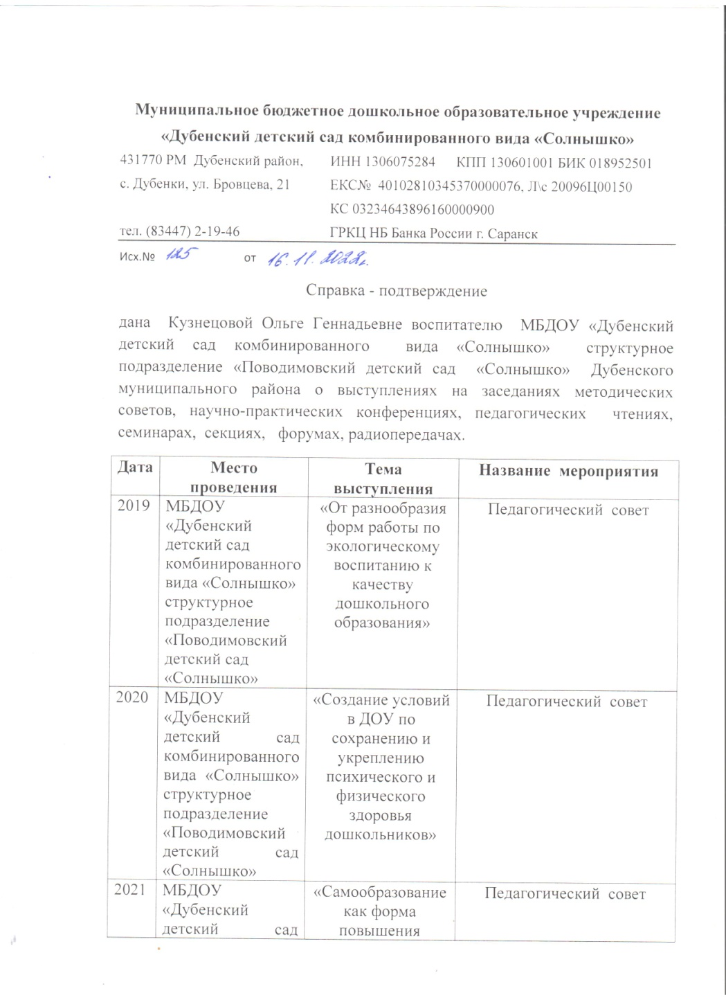 Муниципальное бюджетное дошкольное образовательное учреждение
«Дубенский детский сад комбинированного вида «Солнышко»
431770 РМ Дубенский район, ИНН 1306075284 КПП 130601001 БИК 018952501
с. Дубенки, ул. Бровцева, 21 ЕКС№ 40102810345370000076, Л\с 20096Ц00150
КС 03234643896160000900
тел. (83447) 2-19-46 ГРКЦ НБ Банка России г. Саранск
Исх.№ 125 от 16.11.2022г.
Справка - подтверждение
дана Кузнецовой Ольге Геннадьевне воспитателю МБДОУ «Дубенский
детский сад комбинированного вида «Солнышко» структурное
подразделение «Поводимовский детский сад «Солнышко» Дубенского
муниципального района о выступлениях на заседаниях методических
советов, научно-практических конференциях, педагогических чтениях,
семинарах, секциях, форумах, радиопередачах.
Дата
Место
проведения
Тема
выступления
Название мероприятия
2019
МБДОУ
«Дубенский
детский сад
комбинированного
вида «Солнышко»
структурное
подразделение
«Поводимовский
детский сад
«Солнышко»
«От разнообразия
форм работы по
экологическому
воспитанию к
качеству
дошкольного
образования»
Педагогический совет
2020
МБДОУ
«Дубенский
детский сад
комбинированного
вида «Солнышко»
структурное
подразделение
«Поводимовский
детский сад
«Солнышко»
«Создание условий
в ДОУ по
сохранению и
укреплению
психического и
физического
здоровья
дошкольников»
Педагогический совет
2021
МБДОУ
«Дубенский
детский сад
«Самообразование
как форма
повышения
Педагогический совет